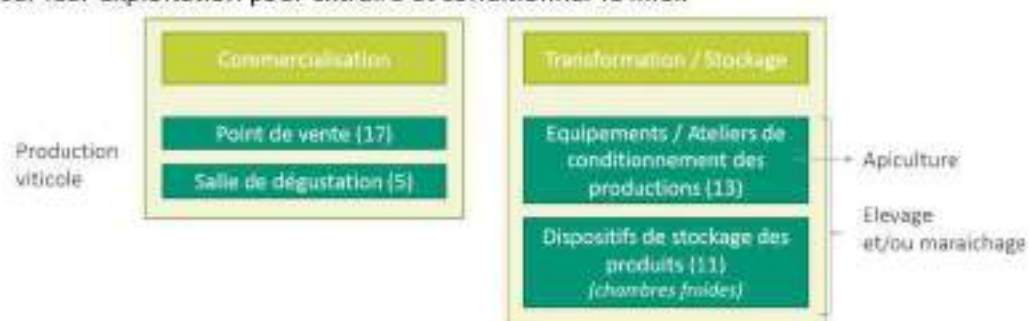 sur leur exploitation pour extraire et conditionner le miel.
Commercialisation
Transformation / Stockage
Production
viticole
Point de vente (17)
Salle de dégustation (5)
Equipements / Ateliers de
conditionnement des
productions (13)
Dispositifs de stockage des
produits (11)
(chambres froides)
Apiculture
Elevage
et/ou maraichage